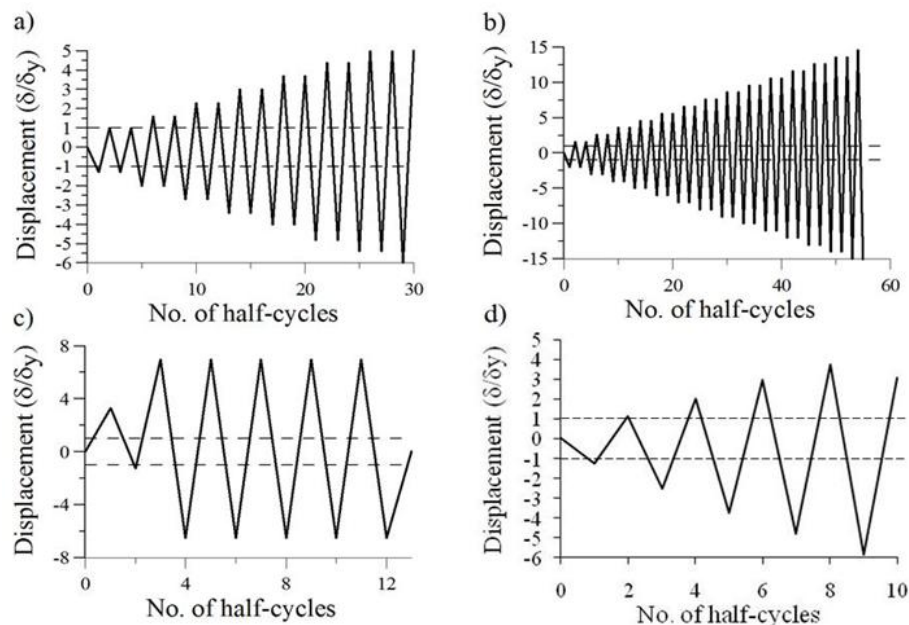 a)
Displacement (δ/δy)
5
4
3
2
1
0
-1
-2
-3
-4
-5
-6
0 10 20 30
No. of half-cycles
b)
Displacement (δ/δy)
15
10
5
0
-5
-10
-15
0 20 40 60
No. of half-cycles
c)
Displacement (δ/δy)
8
4
0
-4
-8
0 4 8 12
No. of half-cycles
d)
Displacement (δ/δy)
6
5
4
3
2
1
0
-1
-2
-3
-4
-5
-6
0 2 4 6 8 10
No. of half-cycles